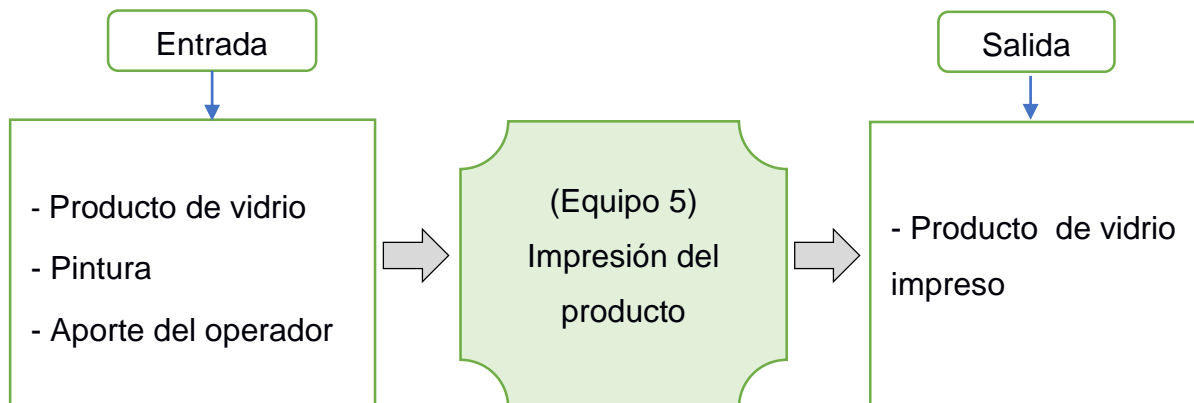 Entrada
Salida
- Producto de vidrio
- Pintura
- Aporte del operador
(Equipo 5)
Impresión del
producto
- Producto de vidrio
impreso